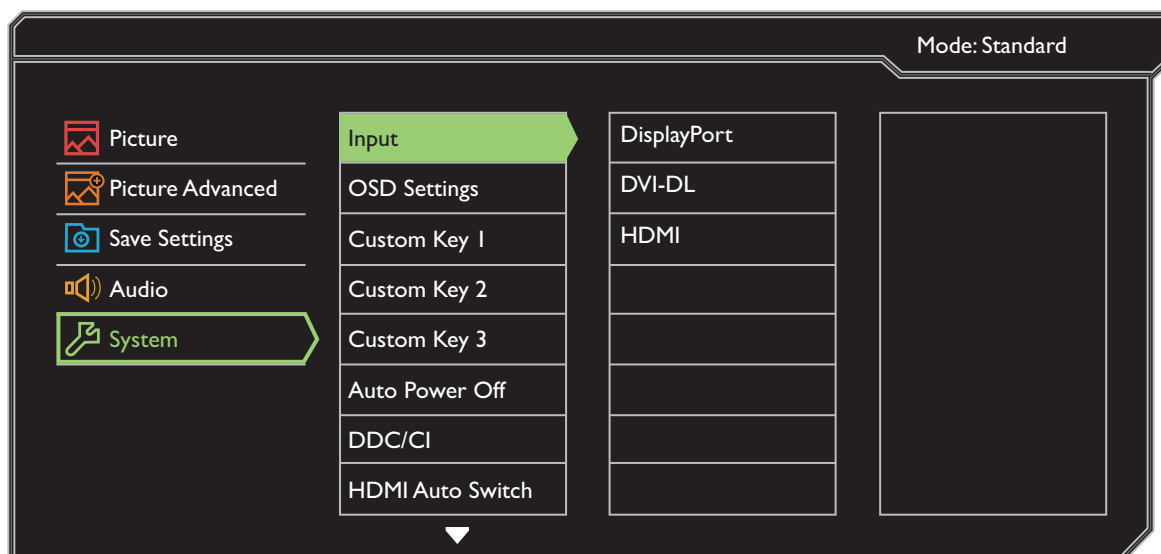 Mode: Standard
Picture
Picture Advanced
Save Settings
Audio
System
Input
OSD Settings
Custom Key 1
Custom Key 2
Custom Key 3
Auto Power Off
DDC/CI
HDMI Auto Switch
DisplayPort
DVI-DL
HDMI